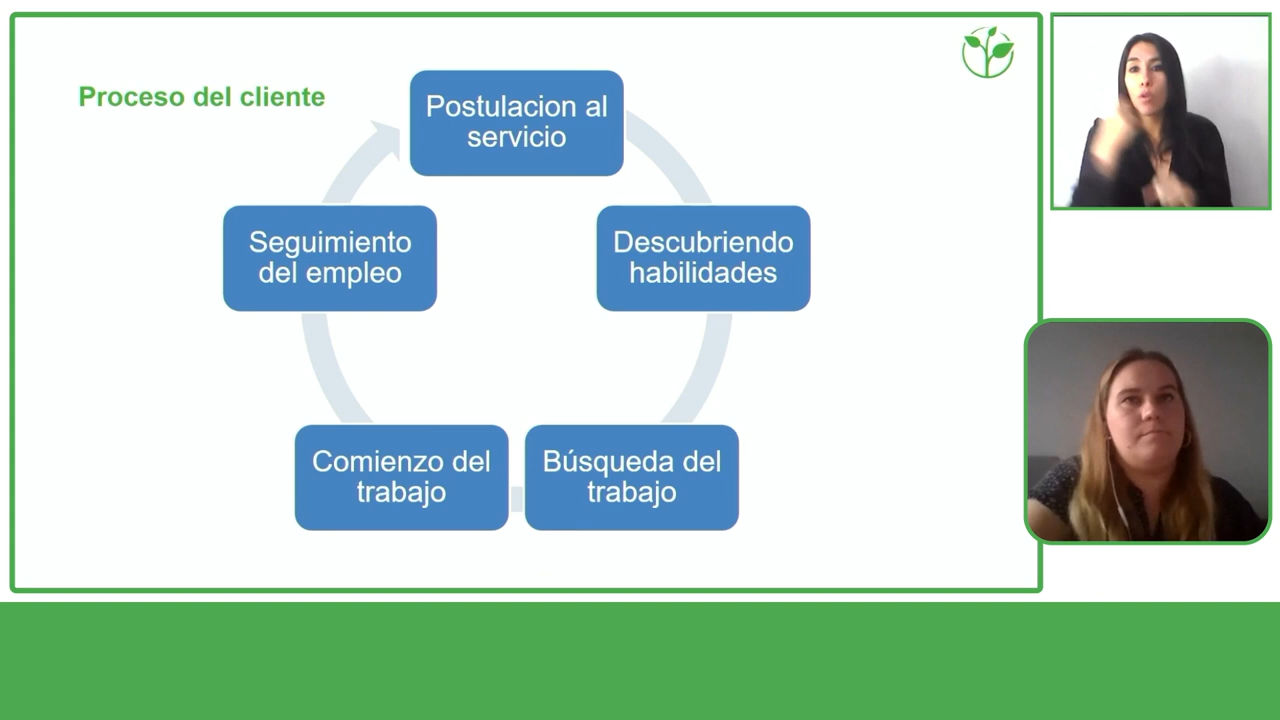 Proceso del cliente
Postulacion al
servicio
Descubriendo
habilidades
Búsqueda del
trabajo
Comienzo del
trabajo
Seguimiento
del empleo